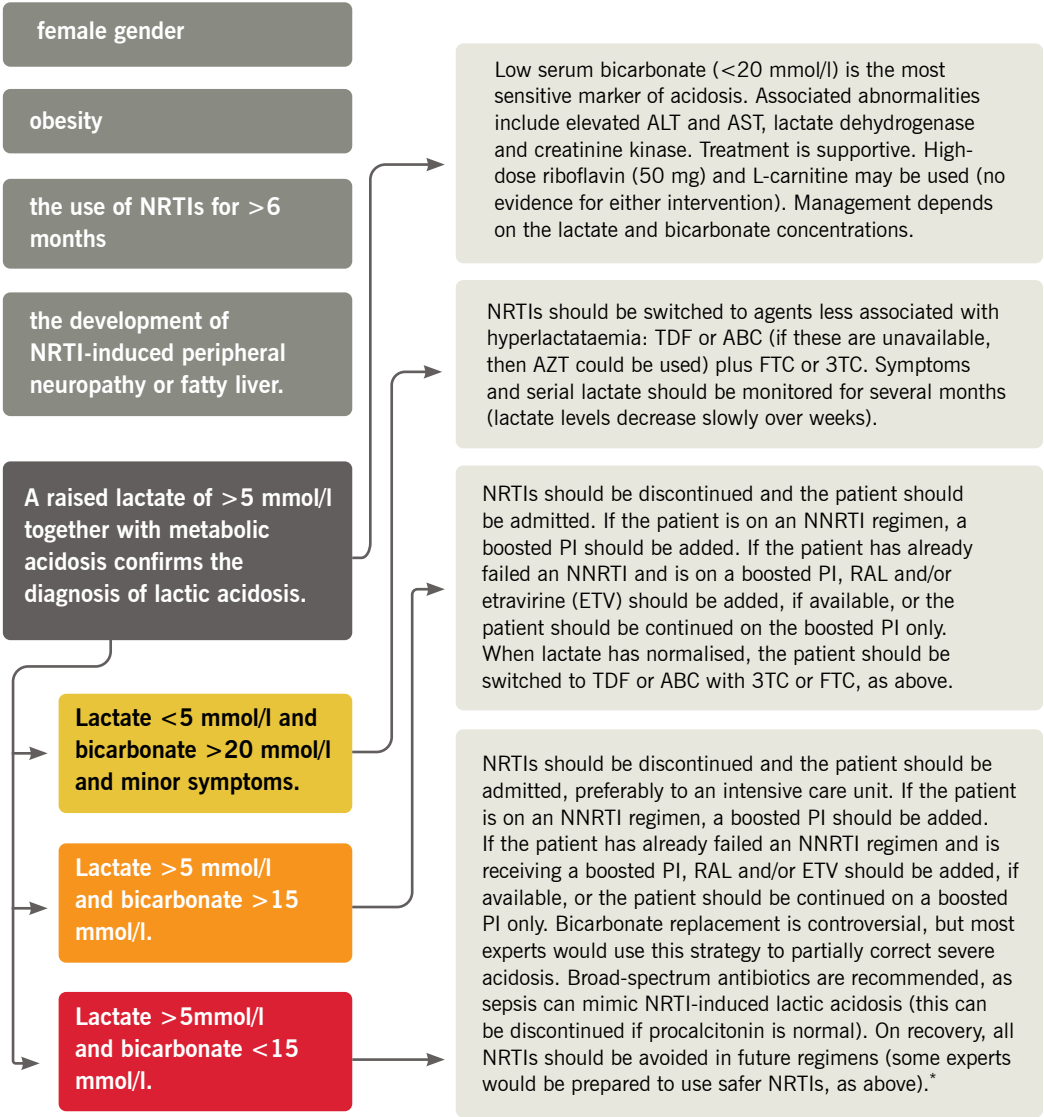 female gender
obesity
the use of NRTIs for >6
months
the development of
NRTI-induced peripheral
neuropathy or fatty liver.
A raised lactate of >5 mmol/l
together with metabolic
acidosis confirms the
diagnosis of lactic acidosis.
Lactate <5 mmol/l and
bicarbonate >20 mmol/l
and minor symptoms.
Lactate >5 mmol/l
and bicarbonate >15
mmol/l.
Lactate >5mmol/l
and bicarbonate <15
mmol/l.
Low serum bicarbonate (<20 mmol/l) is the most
sensitive marker of acidosis. Associated abnormalities
include elevated ALT and AST, lactate dehydrogenase
and creatinine kinase. Treatment is supportive. High-
dose riboflavin (50 mg) and L-carnitine may be used (no
evidence for either intervention). Management depends
on the lactate and bicarbonate concentrations.
NRTIs should be switched to agents less associated with
hyperlactataemia: TDF or ABC (if these are unavailable,
then AZT could be used) plus FTC or 3TC. Symptoms
and serial lactate should be monitored for several months
(lactate levels decrease slowly over weeks).
NRTIs should be discontinued and the patient should
be admitted. If the patient is on an NNRTI regimen, a
boosted PI should be added. If the patient has already
failed an NNRTI and is on a boosted PI, RAL and/or
etravirine (ETV) should be added, if available, or the
patient should be continued on the boosted PI only.
When lactate has normalised, the patient should be
switched to TDF or ABC with 3TC or FTC, as above.
NRTIs should be discontinued and the patient should be
admitted, preferably to an intensive care unit. If the patient
is on an NNRTI regimen, a boosted PI should be added.
If the patient has already failed an NNRTI regimen and is
receiving a boosted PI, RAL and/or ETV should be added, if
available, or the patient should be continued on a boosted
PI only. Bicarbonate replacement is controversial, but most
experts would use this strategy to partially correct severe
acidosis. Broad-spectrum antibiotics are recommended, as
sepsis can mimic NRTI-induced lactic acidosis (this can
be discontinued if procalcitonin is normal). On recovery, all
NRTIs should be avoided in future regimens (some experts
would be prepared to use safer NRTIs, as above).*